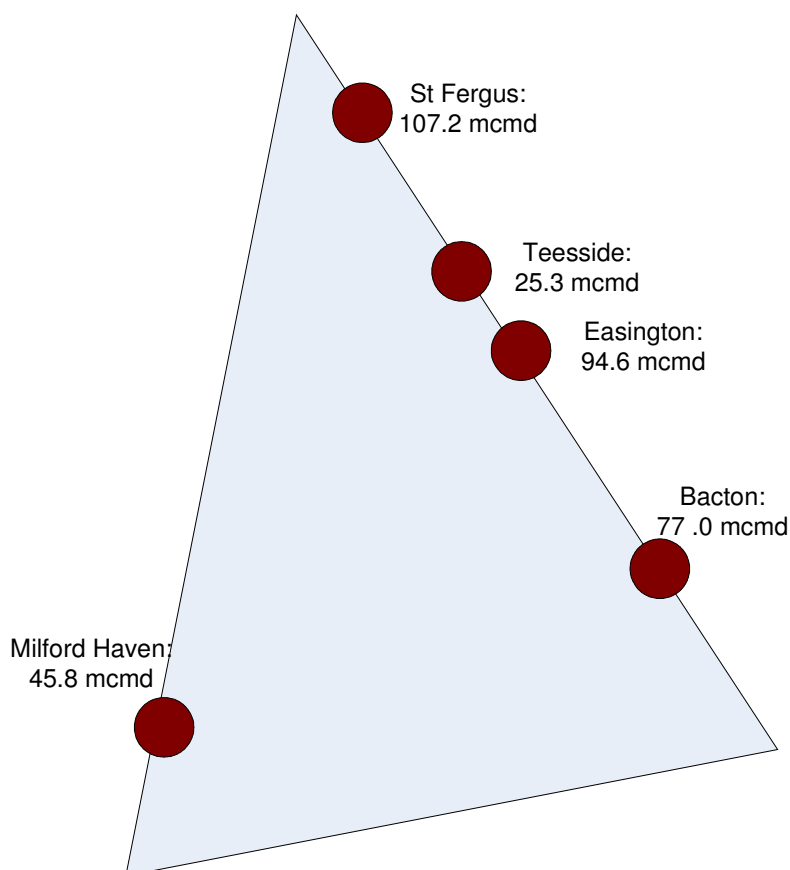 St Fergus:
107.2 mcmd
Teesside:
25.3 mcmd
Easington:
94.6 mcmd
Bacton:
77 .0 mcmd
Milford Haven:
45.8 mcmd